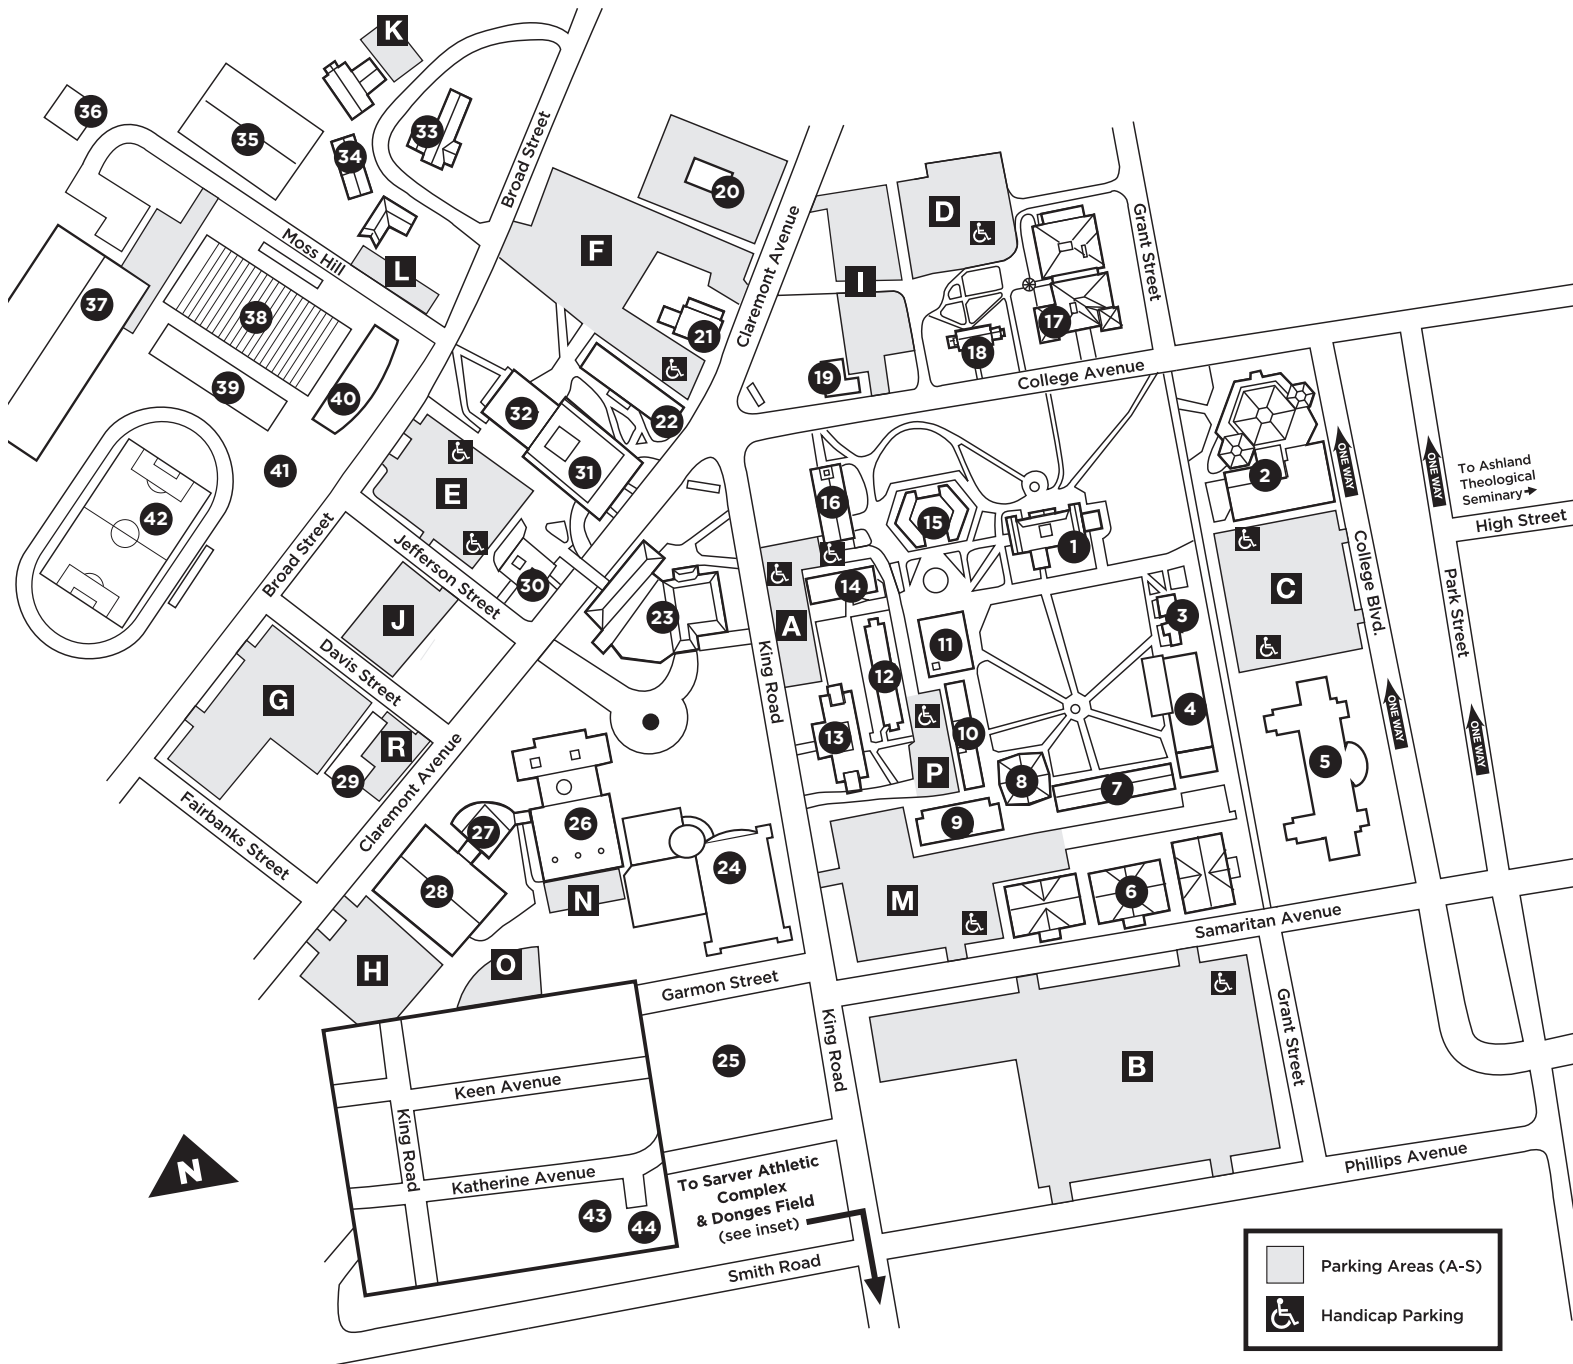 K
36
33
35
34
Broad Street
20
D
Grant Street
F
Moss Hill
L
I
37
38
Claremont Avenue
21
17
18
39
19
College Avenue
40
32
22
ONE WAY
ONE WAY
To Ashland
Theological
Seminary
31
2
41
E
16
42
15
High Street
1
Broad Street
Jefferson Street
College Blvd.
30
14
C
Park Street
J
23
A
3
11
King Road
Davis Street
12
G
4
ONE WAY
ONE WAY
R
13
10
5
29
P
8
7
Fairbanks Street
Claremont Avenue
27
26
9
24
28
N
M
6
Samaritan Avenue
H
O
Garmon Street
King Road
Grant Street
25
B
Keen Avenue
King Road
N
Katherine Avenue
To Sarver Athletic
Complex
& Donges Field
(see inset)
Phillips Avenue
43
44
Smith Road
Parking Areas (A-S)
Handicap Parking